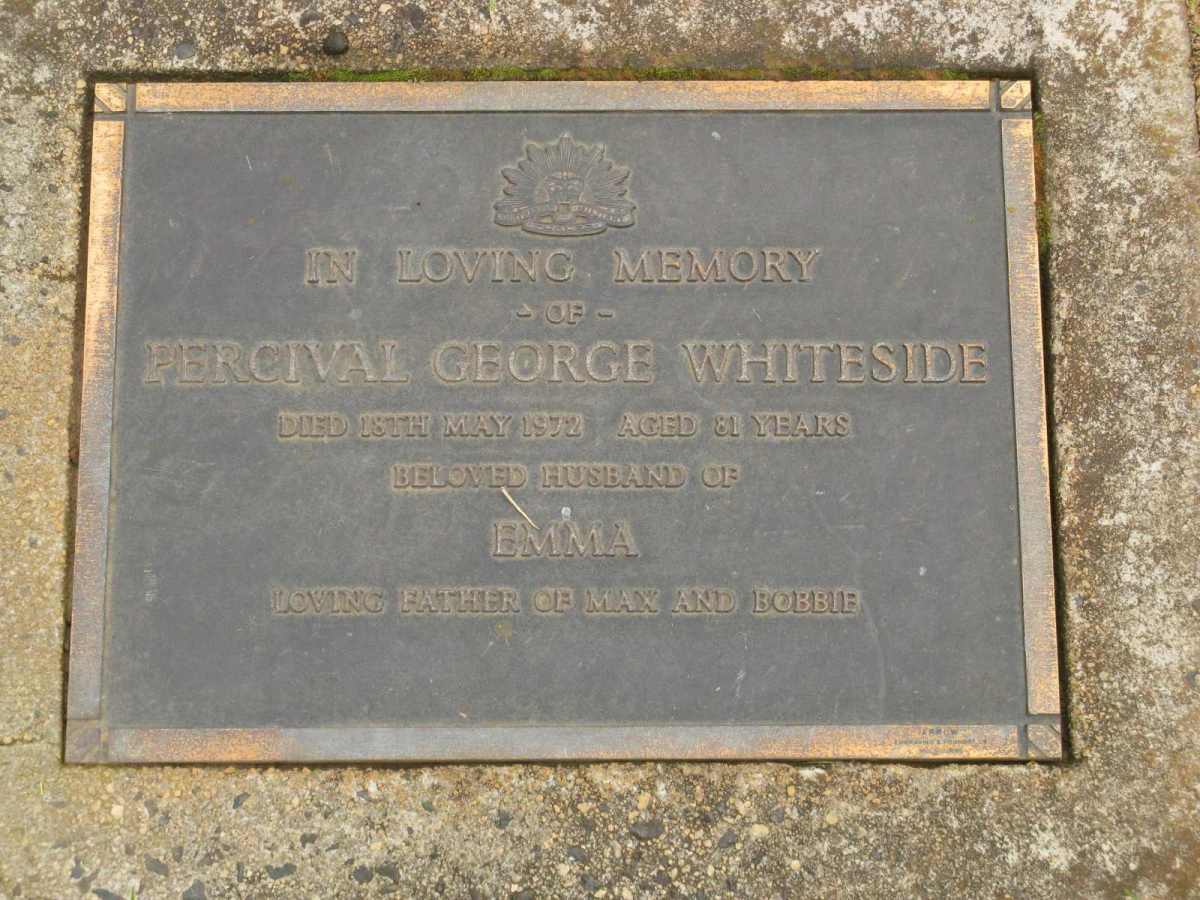 IN LOVING MEMORY
- OF -
PERCIVAL GEORGE WHITESIDE
DIED 18TH MAY 1972 AGED 81 YEARS
BELOVED HUSBAND OF
EMMA
LOVING FATHER OF MAX AND BOBBIE